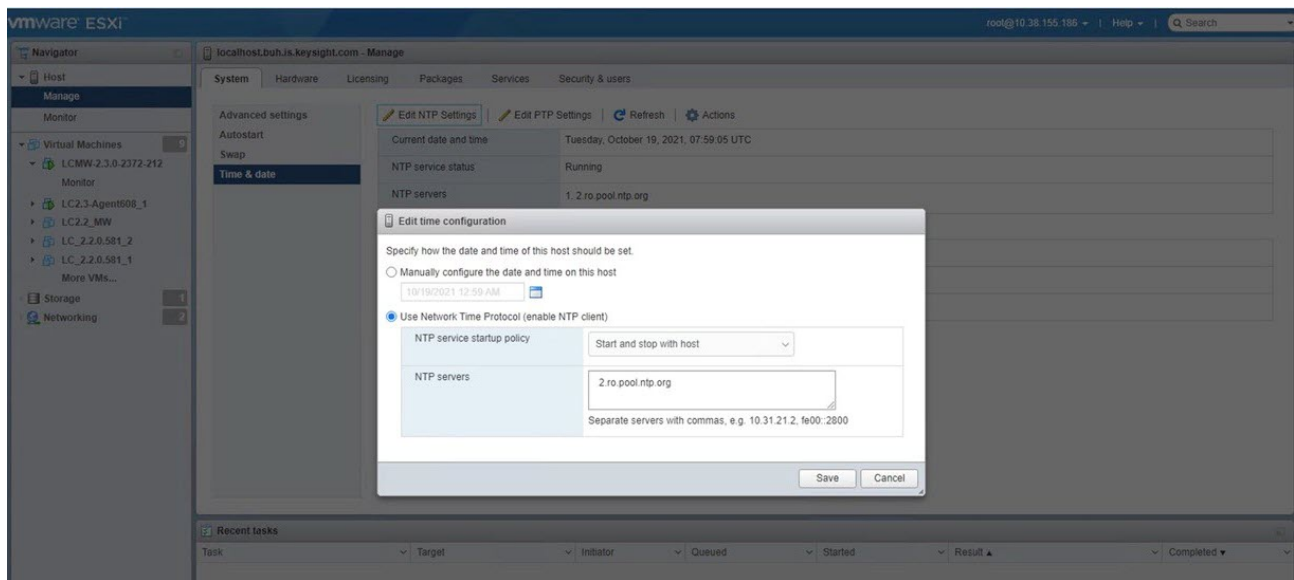 vmware ESXi
root@10.38.155.186 | Help | Search
Navigator
Host
Manage
Monitor
Virtual Machines 9
LCMW-2.3.0-2372-212
Monitor
LC2.3-Agent608_1
LC2.2_MW
LC_2.2.0.581_2
LC_2.2.0.581_1
More VMs...
Storage 1
Networking 2
localhost.buh.is.keysight.com - Manage
System Hardware Licensing Packages Services Security & users
Advanced settings
Autostart
Swap
Time & date
Edit NTP Settings | Edit PTP Settings | Refresh | Actions
Current date and time Tuesday, October 19, 2021, 07:59:05 UTC
NTP service status Running
NTP servers 1. 2.ro.pool.ntp.org
Edit time configuration
Specify how the date and time of this host should be set.
Manually configure the date and time on this host
10/19/2021 12:59 AM
Use Network Time Protocol (enable NTP client)
NTP service startup policy Start and stop with host
NTP servers 2.ro.pool.ntp.org
Separate servers with commas, e.g. 10.31.21.2, fe00::2800
Save Cancel
Recent tasks
Task Target Initiator Queued Started Result Completed